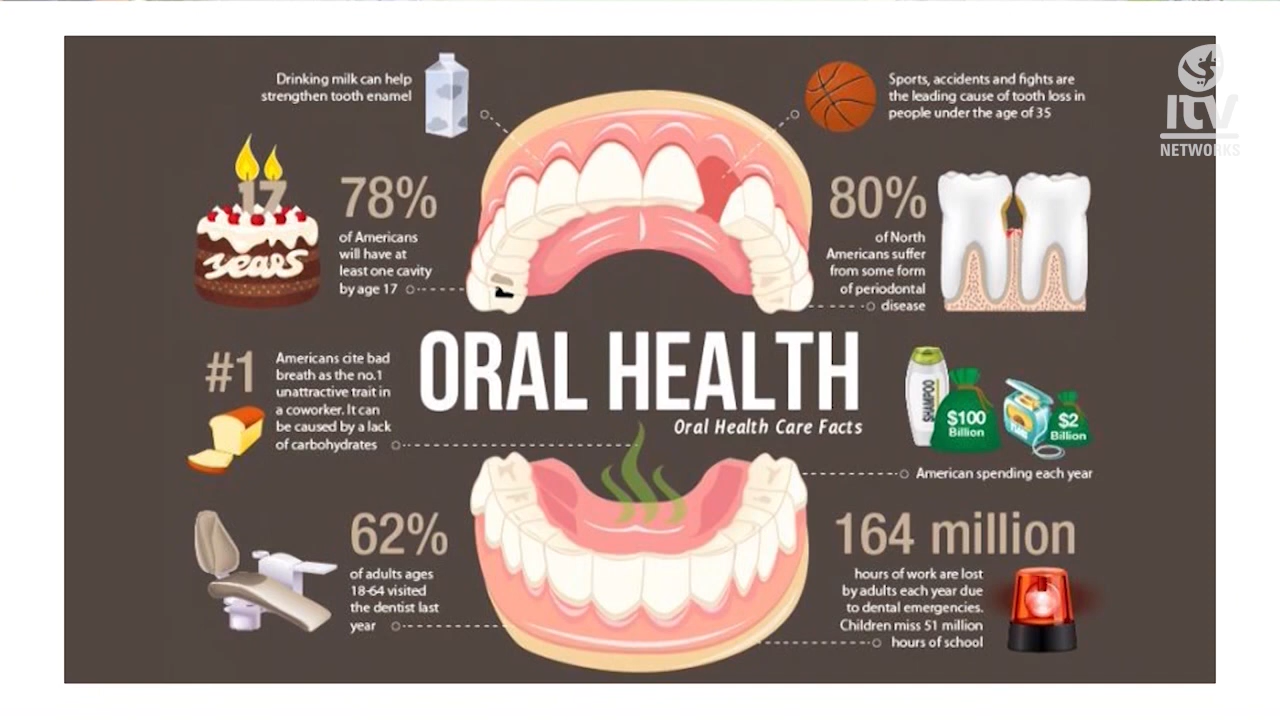 Drinking milk can help
strengthen tooth enamel
Sports, accidents and fights are
the leading cause of tooth loss in
people under the age of 35
ITV
NETWORKS
17
years
78%
of Americans
will have at
least one cavity
by age 17
80%
of North
Americans suffer
from some form
of periodontal
disease
#1
Americans cite bad
breath as the no.1
unattractive trait in
a coworker. It can
be caused by a lack
of carbohydrates
ORAL HEALTH
Oral Health Care Facts
SHAMPOO
$100
Billion
FLOSS
$2
Billion
American spending each year
62%
of adults ages
18-64 visited
the dentist last
year
164 million
hours of work are lost
by adults each year due
to dental emergencies.
Children miss 51 million
hours of school